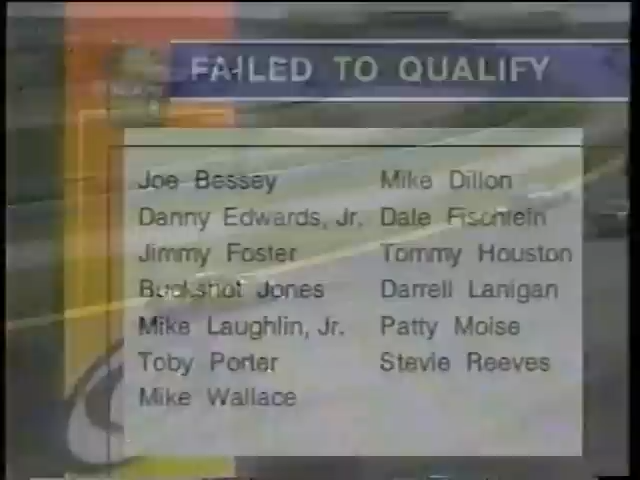 FAILED TO QUALIFY
Joe Bessey
Danny Edwards, Jr.
Jimmy Foster
Buckshot Jones
Mike Laughlin, Jr.
Toby Porter
Mike Wallace
Mike Dillon
Dale Fischlein
Tommy Houston
Darrell Lanigan
Patty Moise
Stevie Reeves